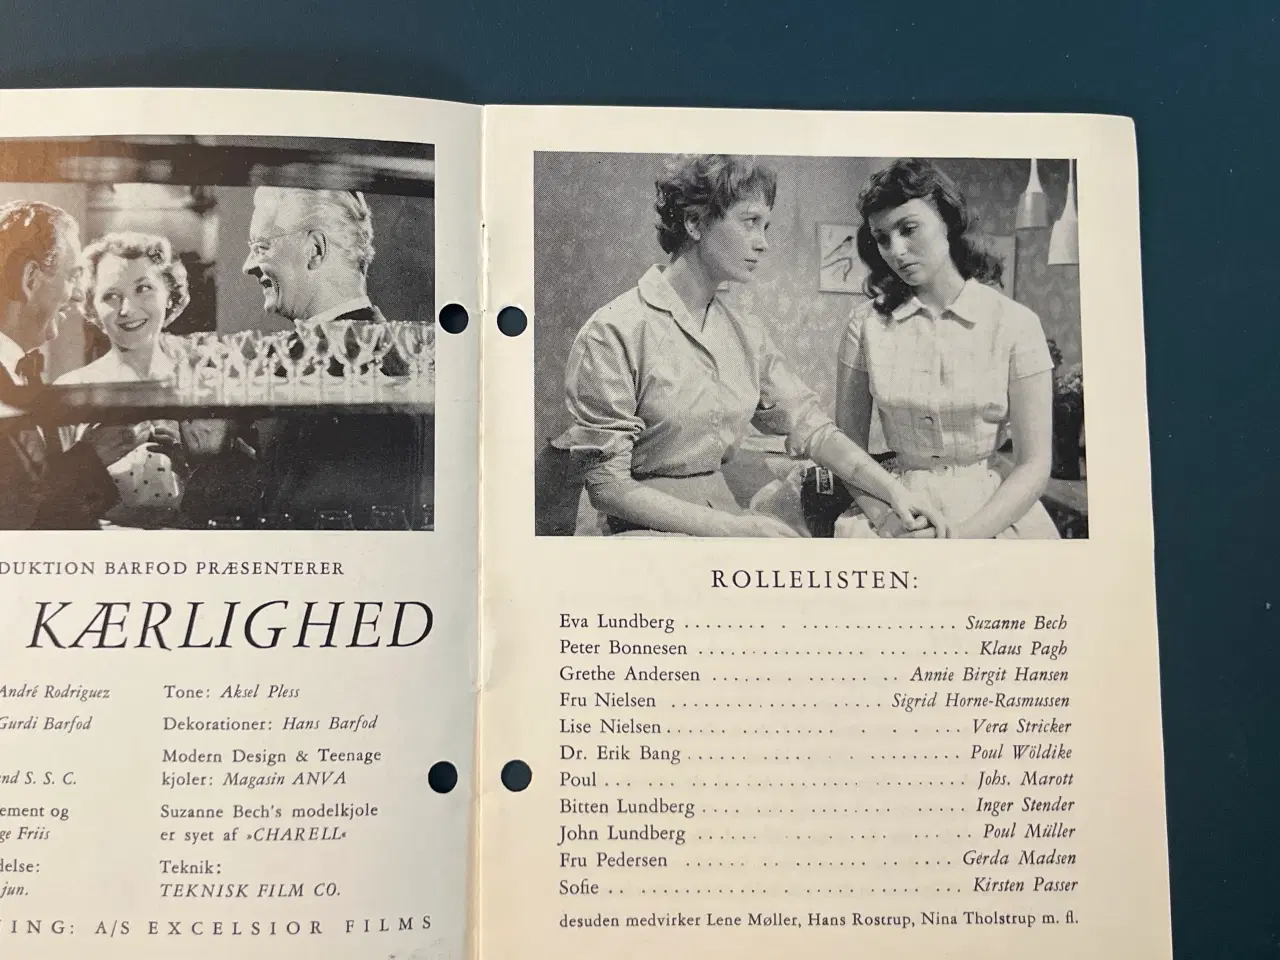 DUKTION BARFOD PRÆSENTERER
KÆRLIGHED
André Rodriguez
Gurdi Barfod
nd S. S. C.
ement og
ge Friis
delse:
jun.
Tone: Aksel Pless
Dekorationer: Hans Barfod
Modern Design & Teenage
kjoler: Magasin ANVA
Suzanne Bech's modelkjole
er syet af »CHARELL«
Teknik:
TEKNISK FILM CO.
ING: A/S EXCELSIOR FILMS
ROLLELISTEN:
Eva Lundberg . . . . . . . . . . . . . . . . . . . . . . . . Suzanne Bech
Peter Bonnesen . . . . . . . . . . . . . . . . . . . . . . . . Klaus Pagh
Grethe Andersen . . . . . . . . . . . . . . . . Annie Birgit Hansen
Fru Nielsen . . . . . . . . . . . . . . . . . . Sigrid Horne-Rasmussen
Lise Nielsen . . . . . . . . . . . . . . . . . . . . . . . . Vera Stricker
Dr. Erik Bang . . . . . . . . . . . . . . . . . . . . . . . . Poul Wöldike
Poul . . . . . . . . . . . . . . . . . . . . . . . . . . . . . . Johs. Marott
Bitten Lundberg . . . . . . . . . . . . . . . . . . . . . . Inger Stender
John Lundberg . . . . . . . . . . . . . . . . . . . . . . . . Poul Müller
Fru Pedersen . . . . . . . . . . . . . . . . . . . . . . . . Gerda Madsen
Sofie . . . . . . . . . . . . . . . . . . . . . . . . . . . . Kirsten Passer
desuden medvirker Lene Møller, Hans Rostrup, Nina Tholstrup m. fl.